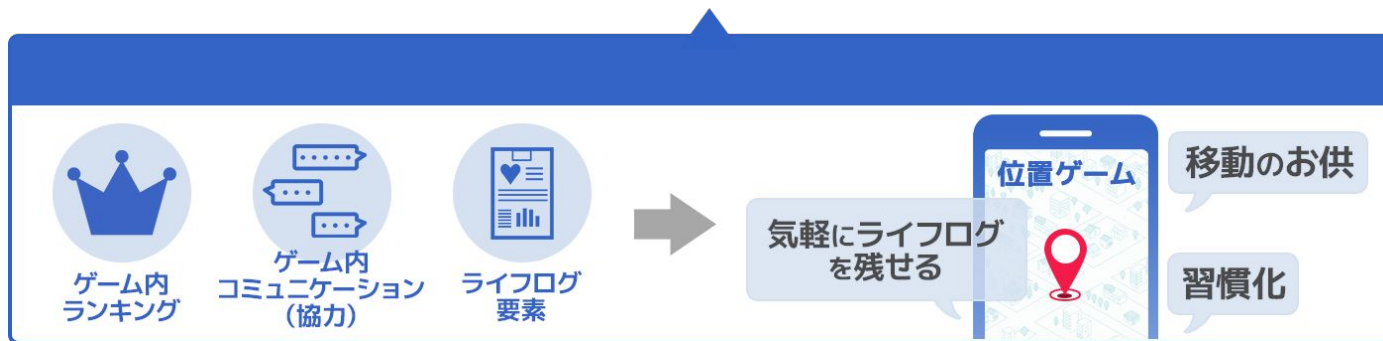 ゲーム内
ランキング
ゲーム内
コミュニケーション
（協力）
ライフログ
要素
気軽にライフログ
を残せる
位置ゲーム
移動のお供
習慣化